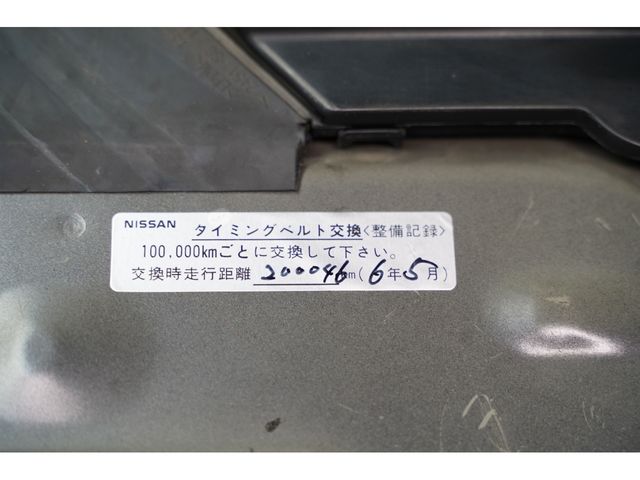 NISSAN タイミングベルト交換<整備記録>
100,000kmごとに交換して下さい。
交換時走行距離 200046km(6年5月)